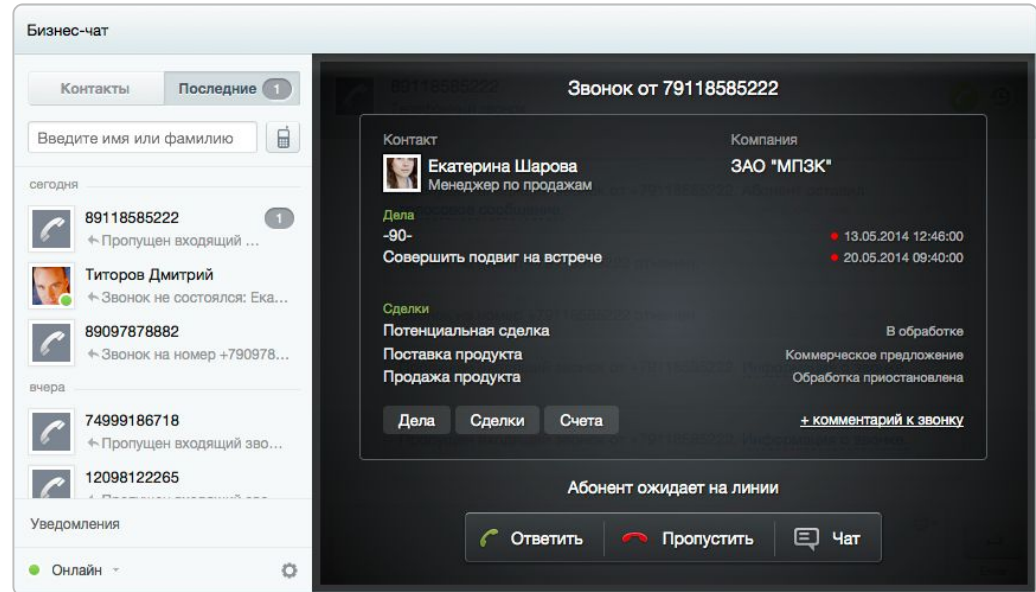 Бизнес-чат
Контакты
Последние 1
Введите имя или фамилию
сегодня
89118585222 1
Пропущен входящий ...
Титоров Дмитрий
Звонок не состоялся: Ека...
89097878882
Звонок на номер +790978...
вчера
74999186718
Пропущен входящий зво...
12098122265
Уведомления
Онлайн
Звонок от 79118585222
Контакт
Компания
Екатерина Шарова
ЗАО "МПЗК"
Менеджер по продажам
Дела
-90-
13.05.2014 12:46:00
Совершить подвиг на встрече
20.05.2014 09:40:00
Сделки
Потенциальная сделка
В обработке
Поставка продукта
Коммерческое предложение
Продажа продукта
Обработка приостановлена
Дела
Сделки
Счета
+ комментарий к звонку
Абонент ожидает на линии
Ответить
Пропустить
Чат